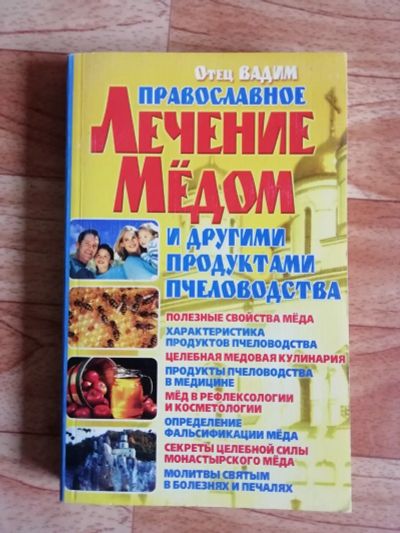 Отец ВАДИМ
ПРАВОСЛАВНОЕ
ЛЕЧЕНИЕ
МЁДОМ
И ДРУГИМИ
ПРОДУКТАМИ
ПЧЕЛОВОДСТВА
ПОЛЕЗНЫЕ СВОЙСТВА МЁДА
ХАРАКТЕРИСТИКА
ПРОДУКТОВ ПЧЕЛОВОДСТВА
ЦЕЛЕБНАЯ МЕДОВАЯ КУЛИНАРИЯ
ПРОДУКТЫ ПЧЕЛОВОДСТВА
В МЕДИЦИНЕ
МЁД В РЕФЛЕКСОЛОГИИ
И КОСМЕТОЛОГИИ
ОПРЕДЕЛЕНИЕ
ФАЛЬСИФИКАЦИИ МЁДА
СЕКРЕТЫ ЦЕЛЕБНОЙ СИЛЫ
МОНАСТЫРСКОГО МЁДА
МОЛИТВЫ СВЯТЫМ
В БОЛЕЗНЯХ И ПЕЧАЛЯХ